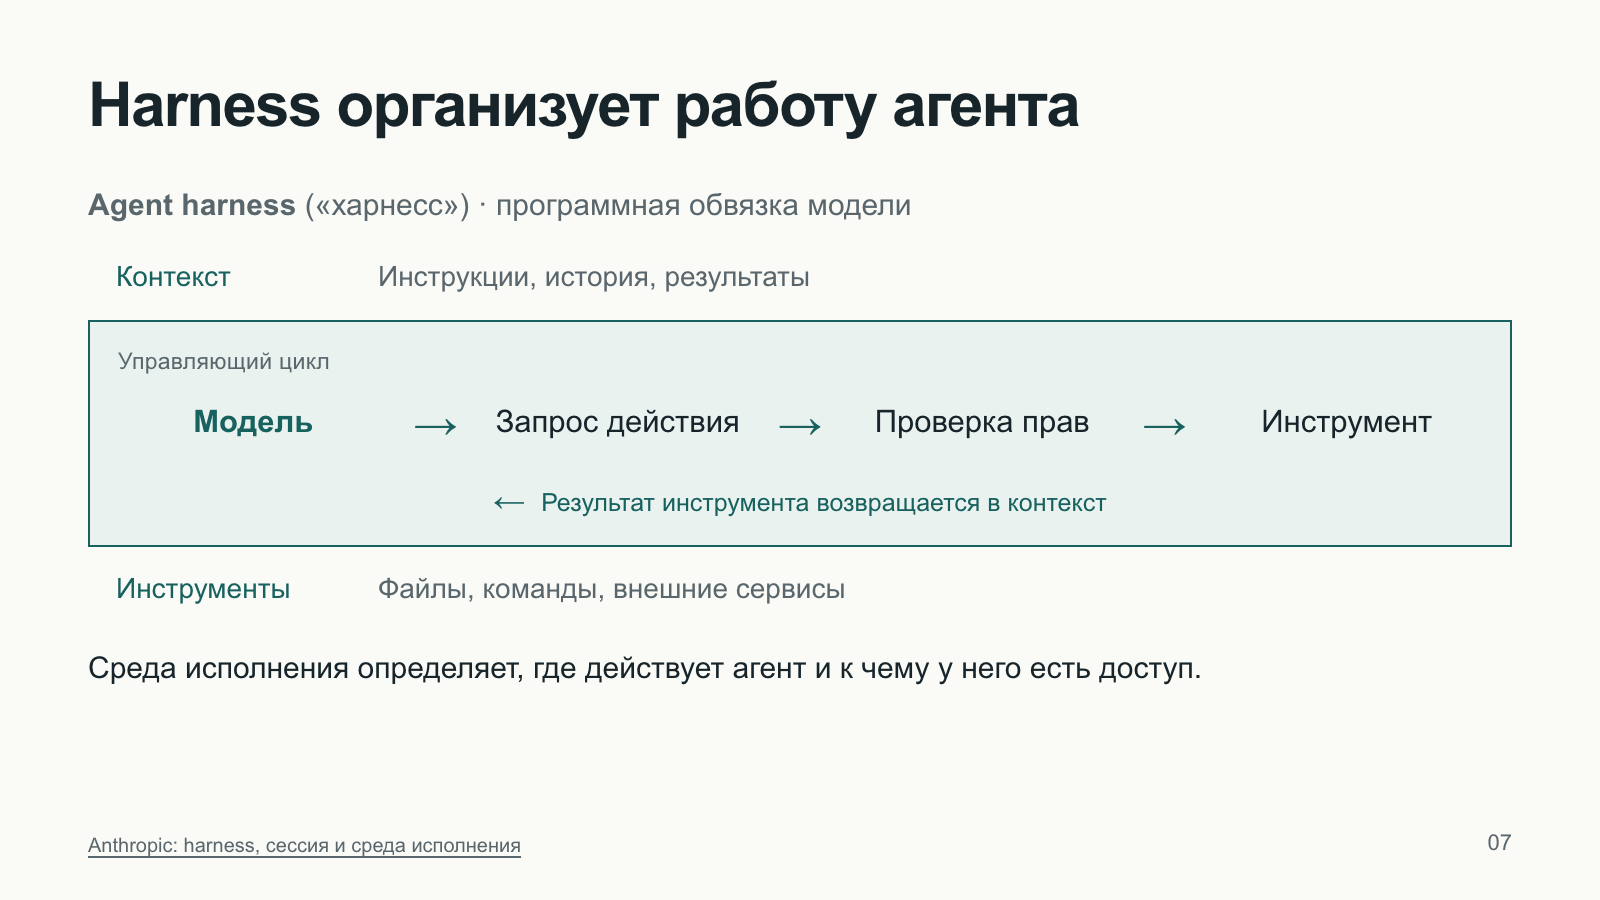 Harness организует работу агента
Agent harness («харнесс») · программная обвязка модели
Контекст Инструкции, история, результаты
Управляющий цикл
Модель → Запрос действия → Проверка прав → Инструмент
← Результат инструмента возвращается в контекст
Инструменты Файлы, команды, внешние сервисы
Среда исполнения определяет, где действует агент и к чему у него есть доступ.
Anthropic: harness, сессия и среда исполнения
07